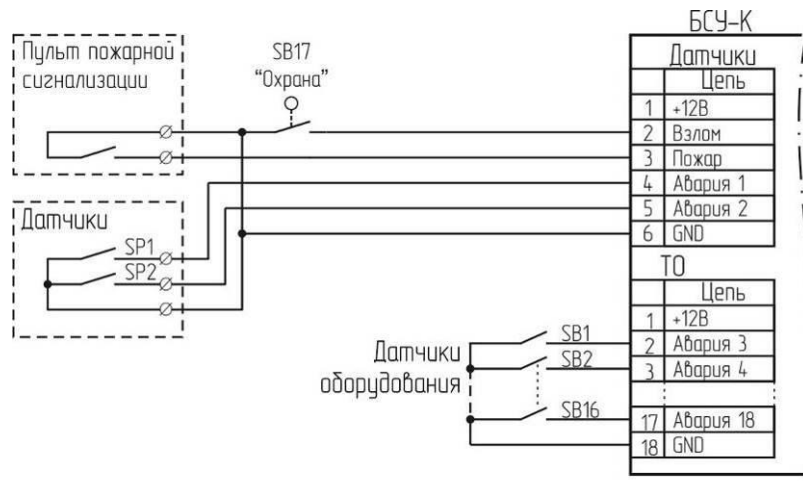 БСУ-К
Пульт пожарной
сигнализации
SB17
"Охрана"
Датчики
Цепь
1 +12В
2 Взлом
3 Пожар
4 Авария 1
5 Авария 2
6 GND
Датчики
SP1
SP2
ТО
Цепь
1 +12В
2 Авария 3
3 Авария 4
17 Авария 18
18 GND
Датчики
оборудования
SB1
SB2
SB16